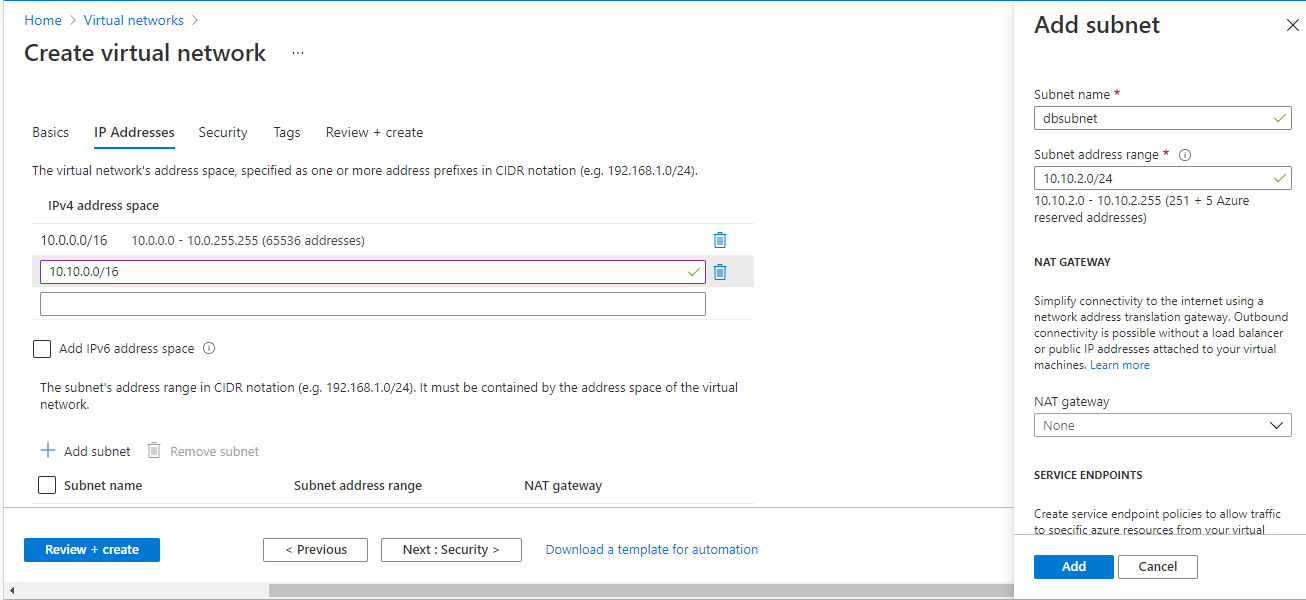 Home > Virtual networks >
Create virtual network ...
Basics IP Addresses Security Tags Review + create
The virtual network's address space, specified as one or more address prefixes in CIDR notation (e.g. 192.168.1.0/24).
IPv4 address space
10.0.0.0/16 10.0.0.0 - 10.0.255.255 (65536 addresses)
10.10.0.0/16
Add IPv6 address space
The subnet's address range in CIDR notation (e.g. 192.168.1.0/24). It must be contained by the address space of the virtual
network.
+ Add subnet Remove subnet
Subnet name Subnet address range NAT gateway
Review + create < Previous Next : Security > Download a template for automation
Add subnet
Subnet name *
dbsubnet
Subnet address range *
10.10.2.0/24
10.10.2.0 - 10.10.2.255 (251 + 5 Azure
reserved addresses)
NAT GATEWAY
Simplify connectivity to the internet using a
network address translation gateway. Outbound
connectivity is possible without a load balancer
or public IP addresses attached to your virtual
machines. Learn more
NAT gateway
None
SERVICE ENDPOINTS
Create service endpoint policies to allow traffic
to specific azure resources from your virtual
Add Cancel